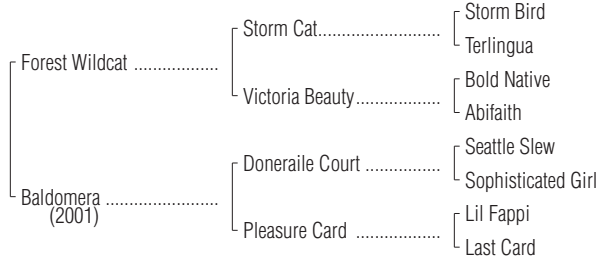 Storm Bird
Storm Cat..........................
Terlingua
Forest Wildcat ..................
Bold Native
Victoria Beauty..................
Abifaith
Seattle Slew
Doneraile Court ................
Sophisticated Girl
Baldomera ........................
(2001)
Lil Fappi
Pleasure Card ..................
Last Card